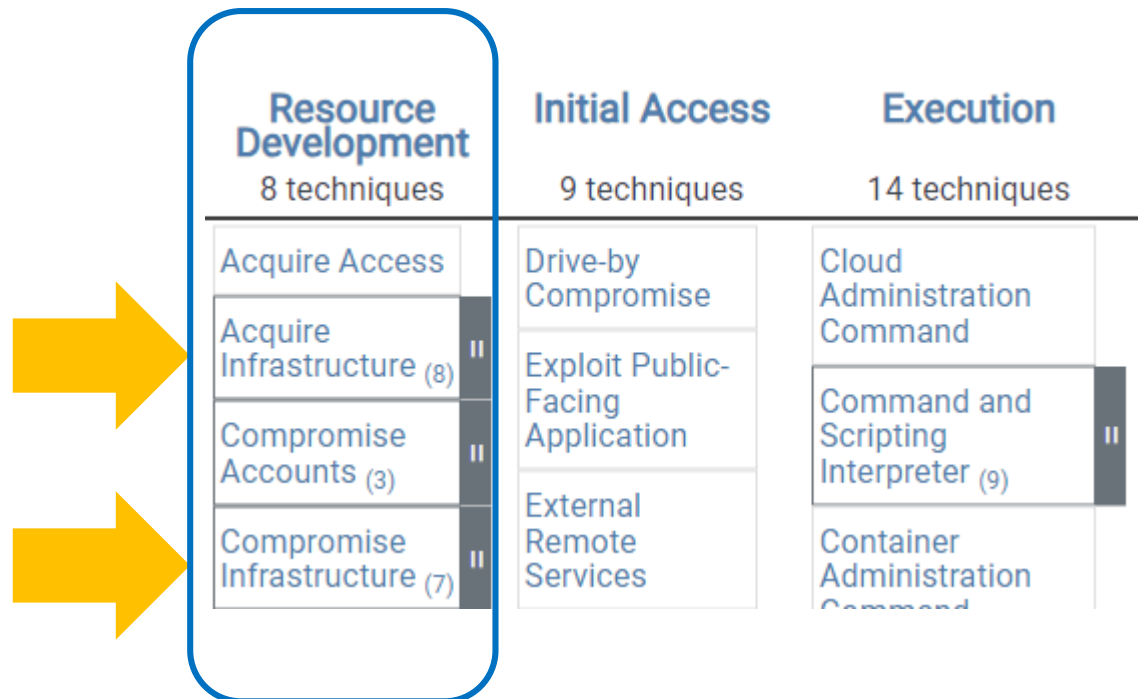 Resource
Development
8 techniques
Acquire Access
Acquire
Infrastructure (8)
Compromise
Accounts (3)
Compromise
Infrastructure (7)
Initial Access
9 techniques
Drive-by
Compromise
Exploit Public-
Facing
Application
External
Remote
Services
Execution
14 techniques
Cloud
Administration
Command
Command and
Scripting
Interpreter (9)
Container
Administration
Command